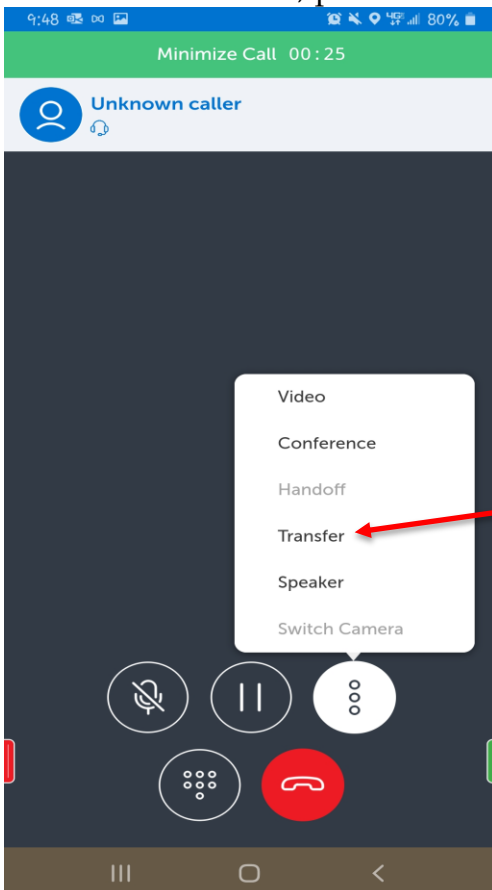 9:48 80%
Minimize Call 00:25
Unknown caller
Video
Conference
Handoff
Transfer
Speaker
Switch Camera